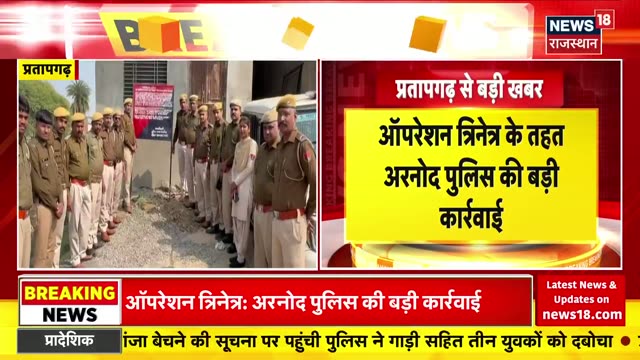 NEWS 18
राजस्थान
प्रतापगढ़
प्रतापगढ़ से बड़ी खबर
ऑपरेशन त्रिनेत्र के तहत
अरनोद पुलिस की बड़ी
कार्रवाई
BREAKING
NEWS
ऑपरेशन त्रिनेत्र: अरनोद पुलिस की बड़ी कार्रवाई
Latest News &
Updates on
news18.com
प्रादेशिक
ांजा बेचने की सूचना पर पहुंची पुलिस ने गाड़ी सहित तीन युवकों को दबोचा